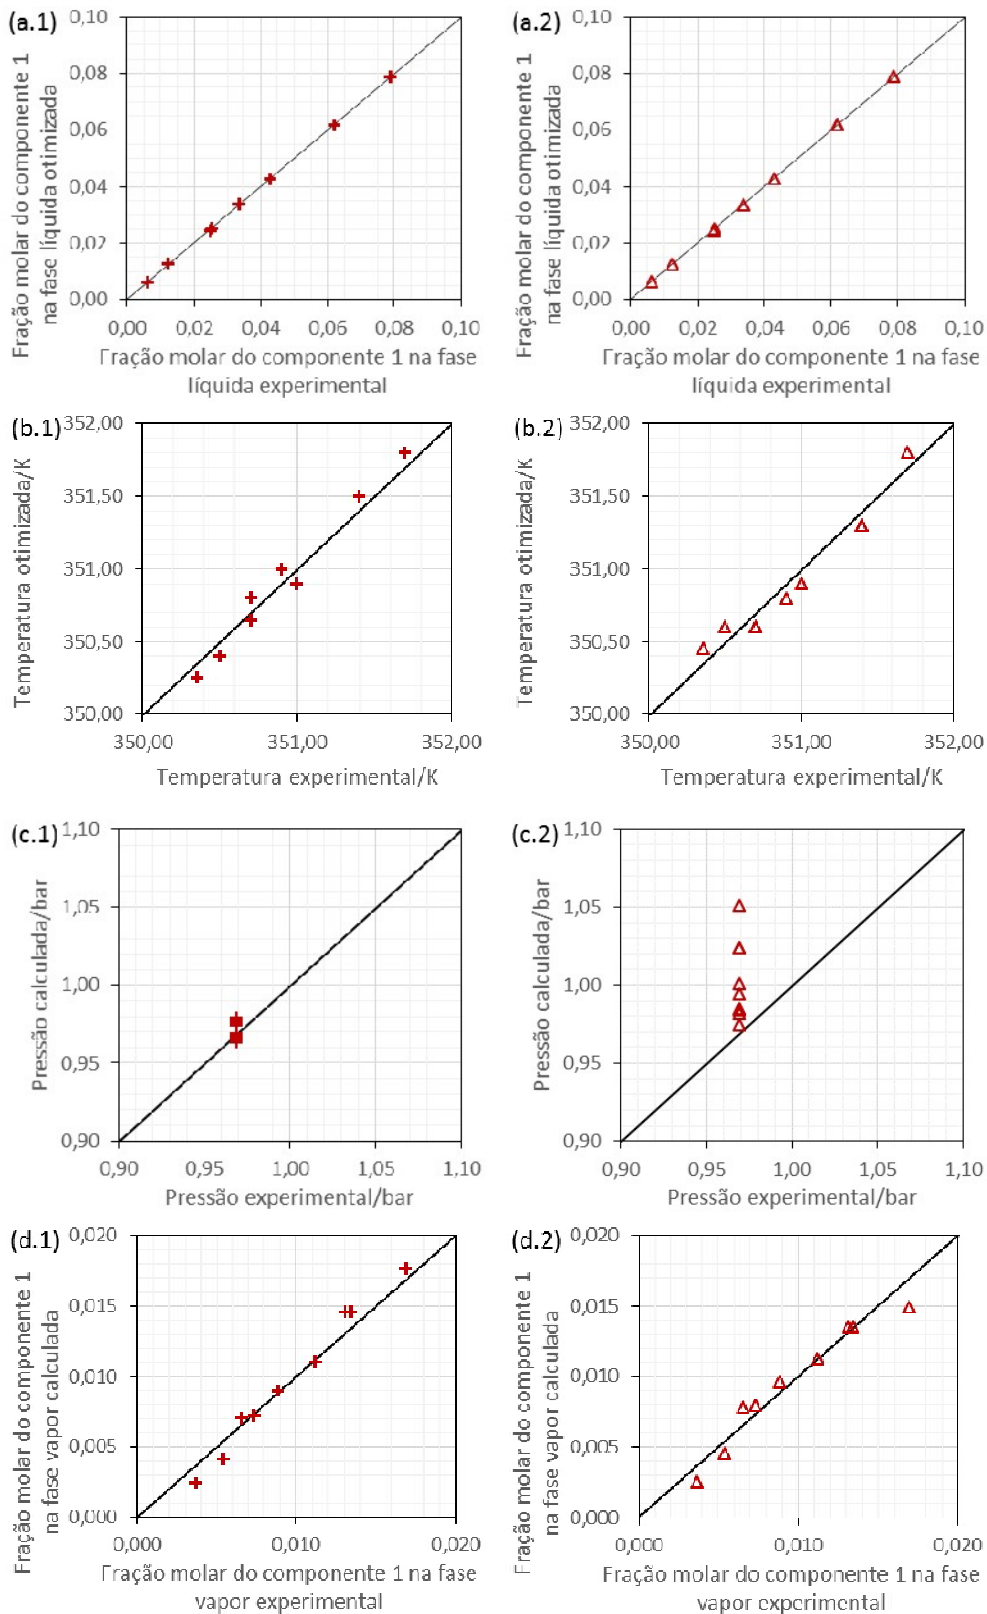 (a.1)
Fração molar do componente 1
na fase líquida otimizada
0,10
0,08
0,06
0,04
0,02
0,00
0,00 0,02 0,04 0,06 0,08 0,10
Fração molar do componente 1 na fase
líquida experimental
(a.2)
Fração molar do componente 1
na fase líquida otimizada
0,10
0,08
0,06
0,04
0,02
0,00
0,00 0,02 0,04 0,06 0,08 0,10
Fração molar do componente 1 na fase
líquida experimental
(b.1)
Temperatura otimizada/K
352,00
351,50
351,00
350,50
350,00
350,00 351,00 352,00
Temperatura experimental/K
(b.2)
Temperatura otimizada/K
352,00
351,50
351,00
350,50
350,00
350,00 351,00 352,00
Temperatura experimental/K
(c.1)
Pressão calculada/bar
1,10
1,05
1,00
0,95
0,90
0,90 0,95 1,00 1,05 1,10
Pressão experimental/bar
(c.2)
Pressão calculada/bar
1,10
1,05
1,00
0,95
0,90
0,90 0,95 1,00 1,05 1,10
Pressão experimental/bar
(d.1)
Fração molar do componente 1
na fase vapor calculada
0,020
0,015
0,010
0,005
0,000
0,000 0,010 0,020
Fração molar do componente 1 na fase
vapor experimental
(d.2)
Fração molar do componente 1
na fase vapor calculada
0,020
0,015
0,010
0,005
0,000
0,000 0,010 0,020
Fração molar do componente 1 na fase
vapor experimental